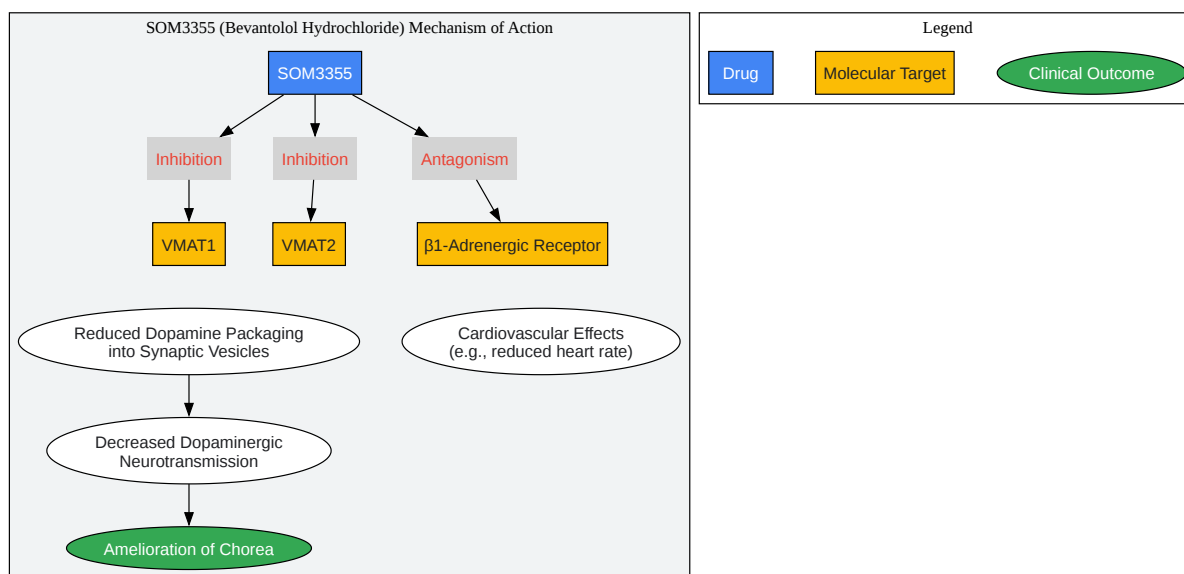 SOM3355 (Bevantolol Hydrochloride) Mechanism of Action
SOM3355
Inhibition
Inhibition
Antagonism
VMAT1
VMAT2
β1-Adrenergic Receptor
Reduced Dopamine Packaging
into Synaptic Vesicles
Cardiovascular Effects
(e.g., reduced heart rate)
Decreased Dopaminergic
Neurotransmission
Amelioration of Chorea
Legend
Drug
Molecular Target
Clinical Outcome